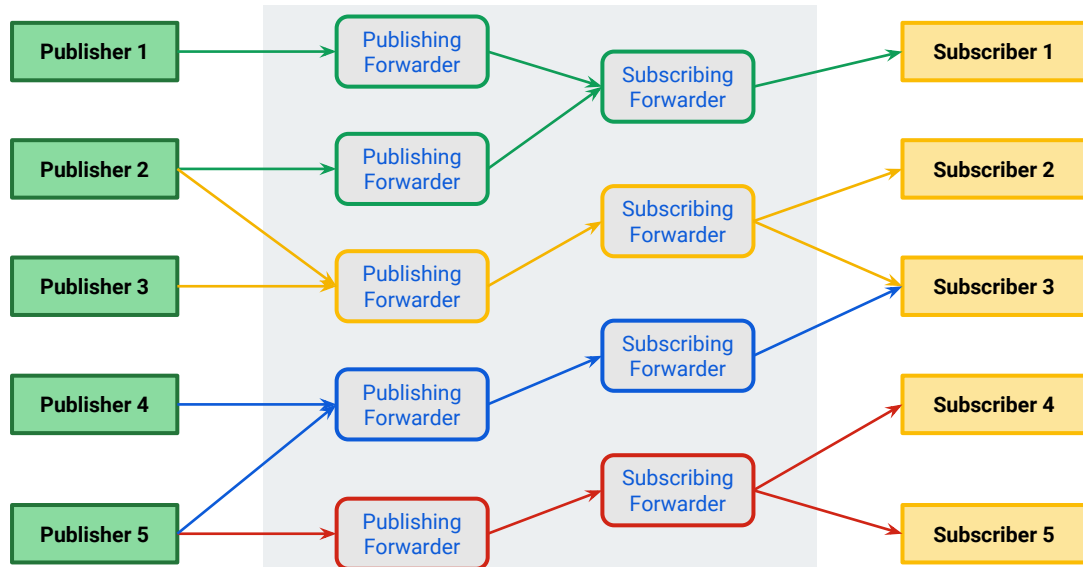 Publisher 1
Publisher 2
Publisher 3
Publisher 4
Publisher 5
Publishing
Forwarder
Publishing
Forwarder
Publishing
Forwarder
Publishing
Forwarder
Publishing
Forwarder
Subscribing
Forwarder
Subscribing
Forwarder
Subscribing
Forwarder
Subscribing
Forwarder
Subscriber 1
Subscriber 2
Subscriber 3
Subscriber 4
Subscriber 5